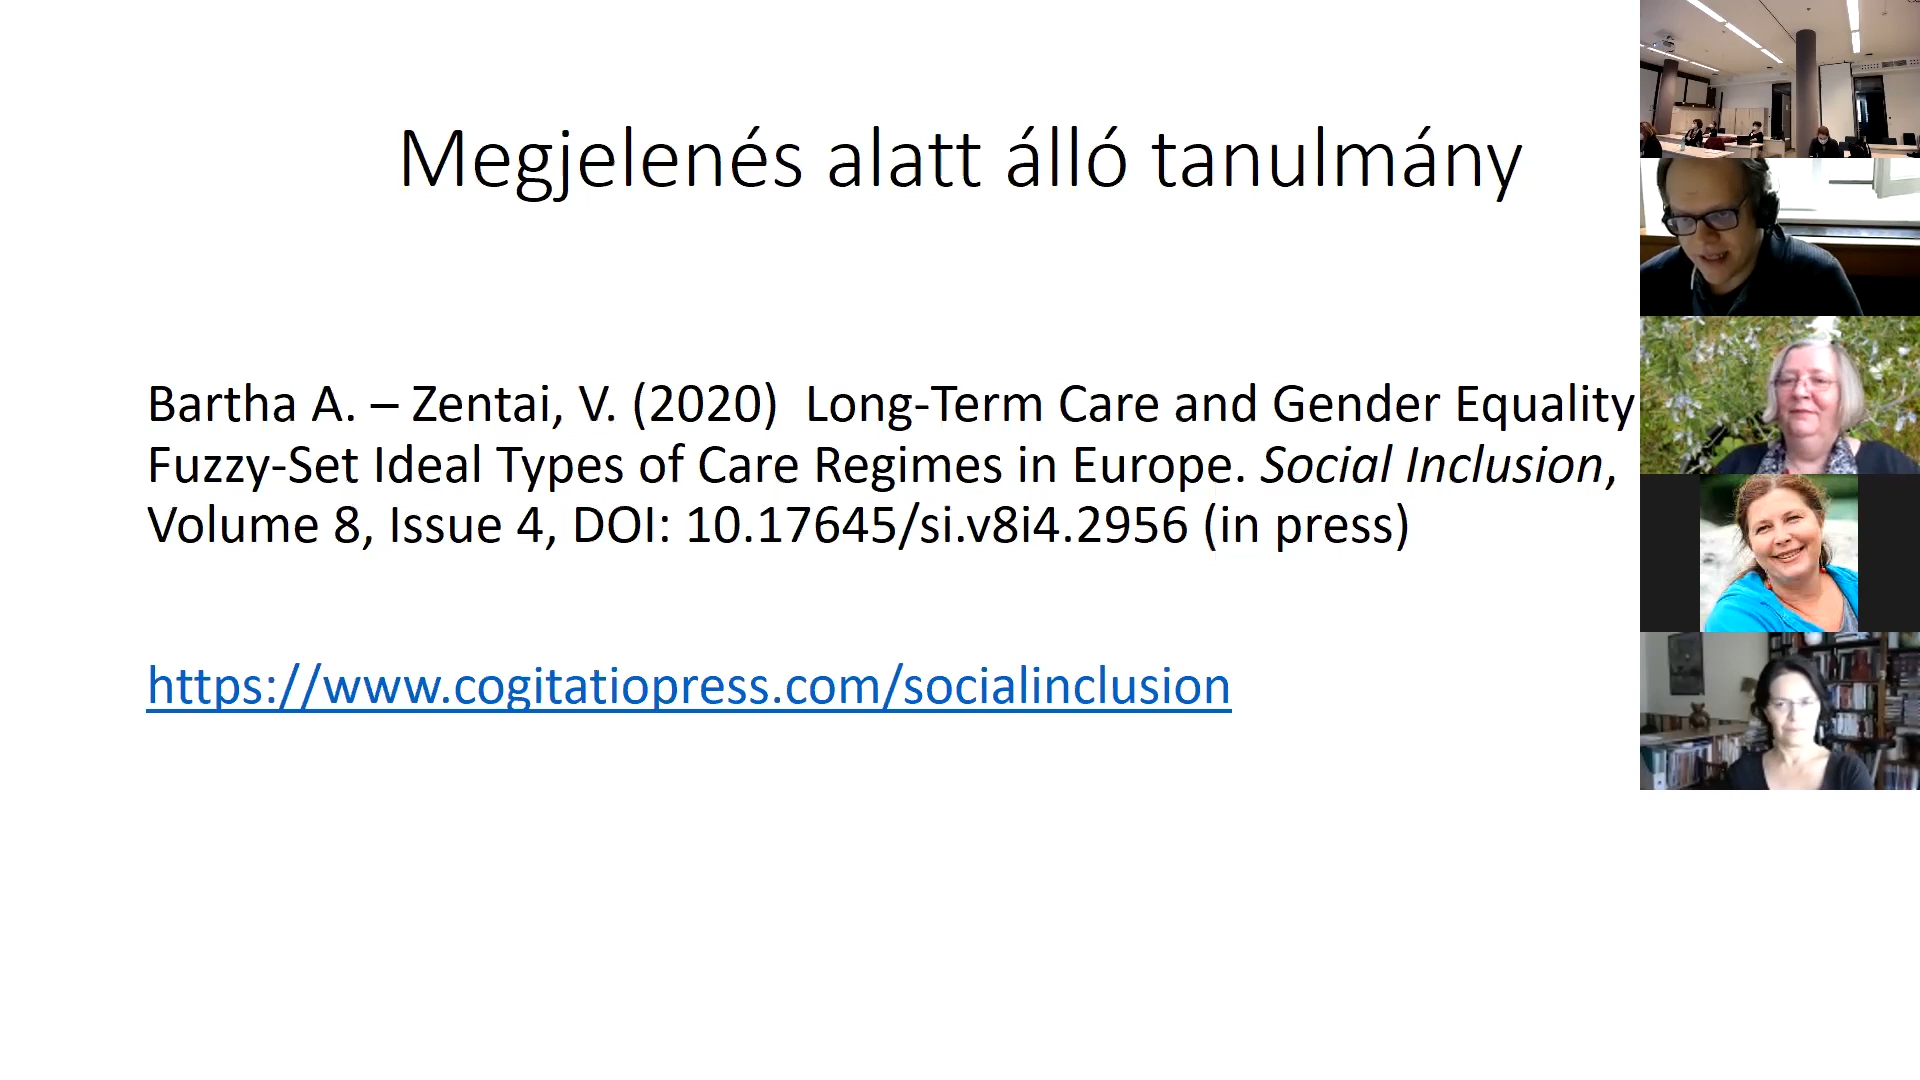 Megjelenés alatt álló tanulmány
Bartha A. – Zentai, V. (2020)  Long-Term Care and Gender Equality
Fuzzy-Set Ideal Types of Care Regimes in Europe. Social Inclusion,
Volume 8, Issue 4, DOI: 10.17645/si.v8i4.2956 (in press)
https://www.cogitatiopress.com/socialinclusion